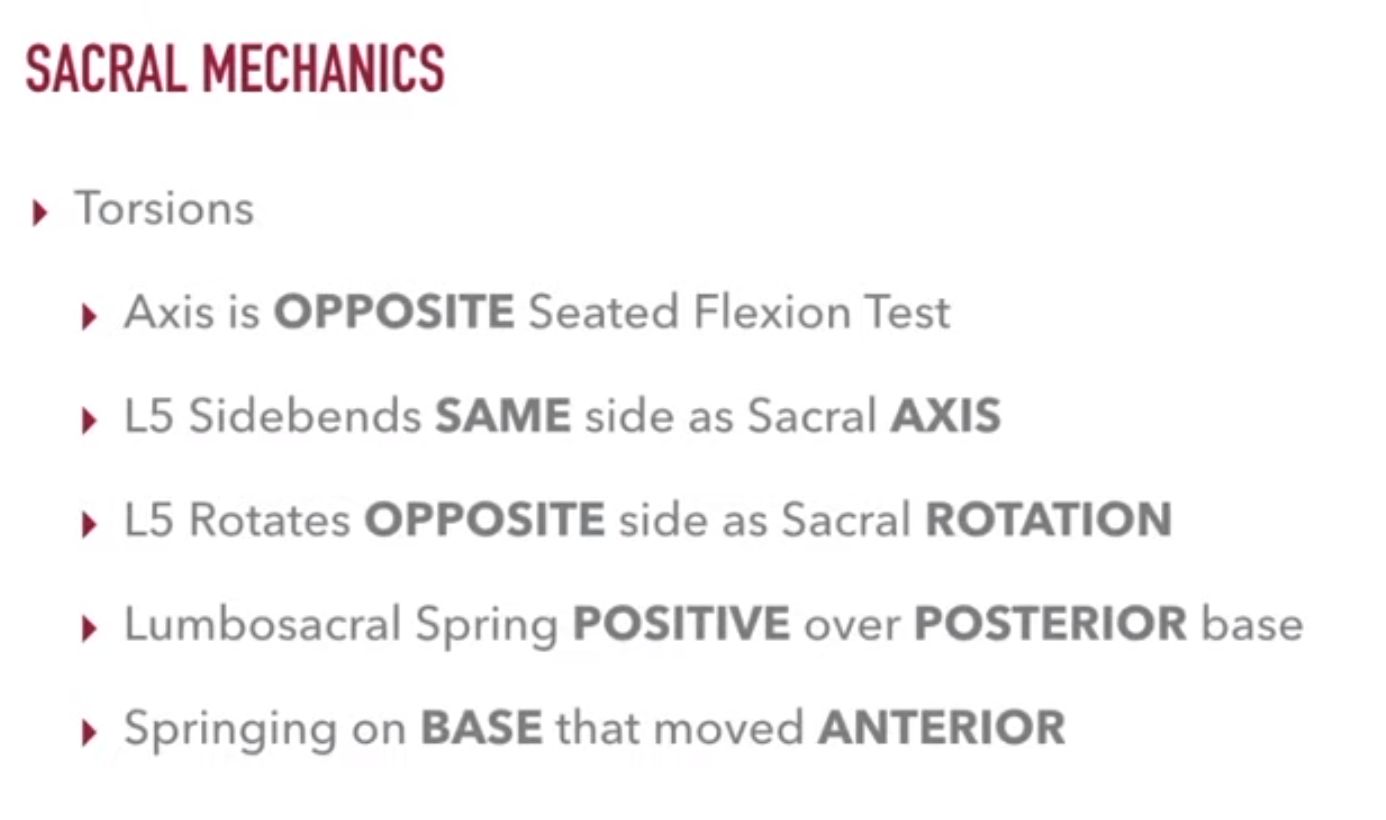 SACRAL MECHANICS
Torsions
Axis is OPPOSITE Seated Flexion Test
L5 Sidebends SAME side as Sacral AXIS
L5 Rotates OPPOSITE side as Sacral ROTATION
Lumbosacral Spring POSITIVE over POSTERIOR base
Springing on BASE that moved ANTERIOR